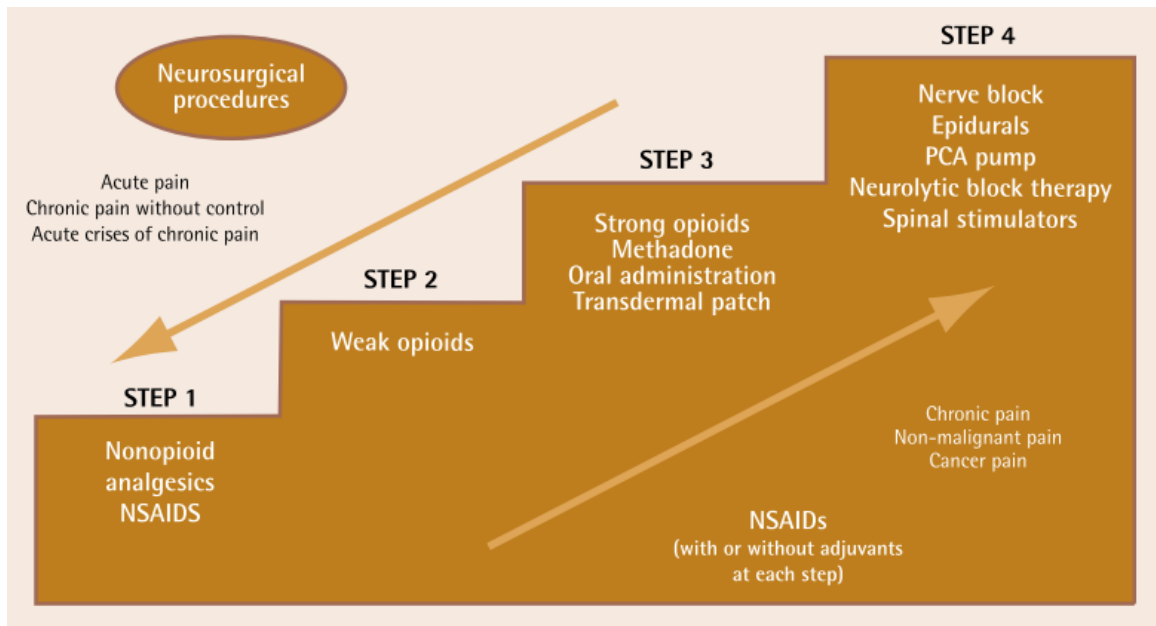 STEP 4
Neurosurgical
procedures
Nerve block
Epidurals
PCA pump
Neurolytic block therapy
Spinal stimulators
STEP 3
Acute pain
Chronic pain without control
Acute crises of chronic pain
Strong opioids
Methadone
Oral administration
Transdermal patch
STEP 2
Weak opioids
STEP 1
Nonopioid
analgesics
NSAIDS
Chronic pain
Non-malignant pain
Cancer pain
NSAIDs
(with or without adjuvants
at each step)